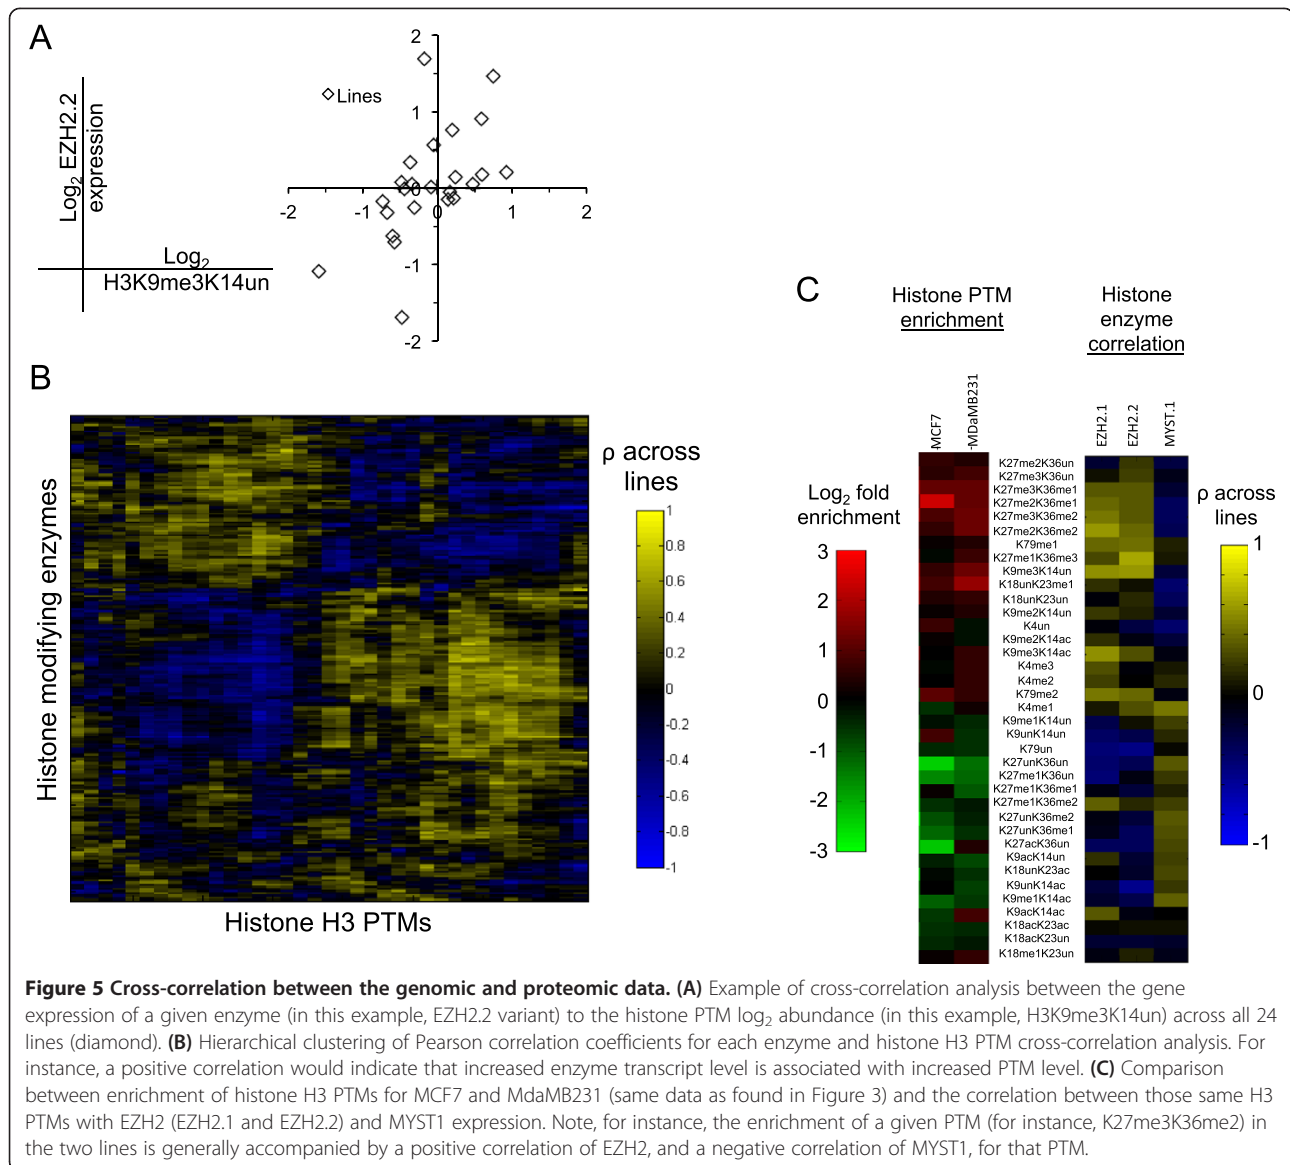 A
Log2 EZH2.2
expression
Log2
H3K9me3K14un
◇Lines
2
1
0
-1
-2
-2
-1
0
1
2
B
Histone modifying enzymes
Histone H3 PTMs
ρ across
lines
1
0.8
0.6
0.4
0.2
0
-0.2
-0.4
-0.6
-0.8
-1
C
Histone PTM
enrichment
Histone
enzyme
correlation
-MCF7
-MDaMB231
EZH2.1
EZH2.2
MYST.1
Log2 fold
enrichment
3
2
1
0
-1
-2
-3
K27me2K36un
K27me3K36un
K27me3K36me1
K27me2K36me1
K27me3K36me2
K27me2K36me2
K79me1
K27me1K36me3
K9me3K14un
K18unK23me1
K18unK23un
K9me2K14un
K4un
K9me2K14ac
K9me3K14ac
K4me3
K4me2
K79me2
K4me1
K9me1K14un
K9unK14un
K79un
K27unK36un
K27me1K36un
K27me1K36me1
K27me1K36me2
K27unK36me2
K27unK36me1
K27acK36un
K9acK14un
K18unK23ac
K9unK14ac
K9me1K14ac
K9acK14ac
K18acK23ac
K18acK23un
K18me1K23un
ρ across
lines
1
0
-1
Figure 5 Cross-correlation between the genomic and proteomic data. (A) Example of cross-correlation analysis between the gene
expression of a given enzyme (in this example, EZH2.2 variant) to the histone PTM log2 abundance (in this example, H3K9me3K14un) across all 24
lines (diamond). (B) Hierarchical clustering of Pearson correlation coefficients for each enzyme and histone H3 PTM cross-correlation analysis. For
instance, a positive correlation would indicate that increased enzyme transcript level is associated with increased PTM level. (C) Comparison
between enrichment of histone H3 PTMs for MCF7 and MdaMB231 (same data as found in Figure 3) and the correlation between those same H3
PTMs with EZH2 (EZH2.1 and EZH2.2) and MYST1 expression. Note, for instance, the enrichment of a given PTM (for instance, K27me3K36me2) in
the two lines is generally accompanied by a positive correlation of EZH2, and a negative correlation of MYST1, for that PTM.